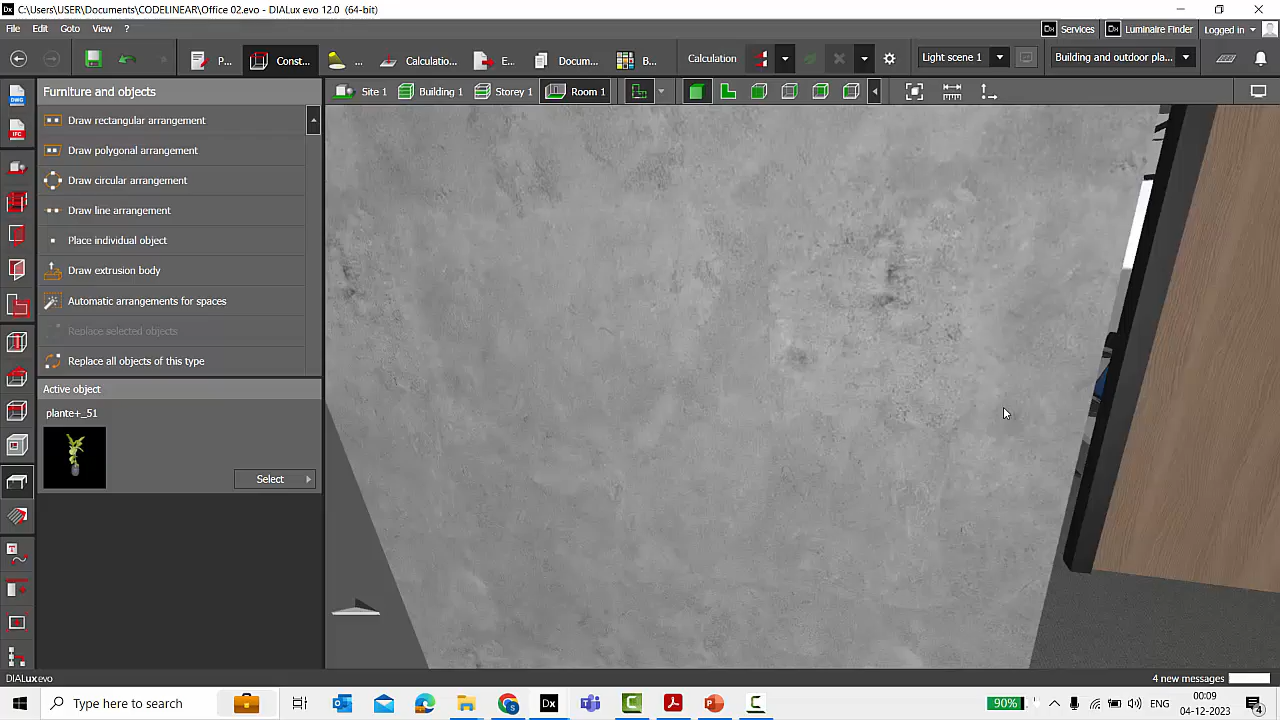 C:\Users\USER\Documents\CODELINEAR\Office 02.evo - DIALux evo 12.0 (64-bit)
File Edit Goto View ?
Services Luminaire Finder Logged in
P... Const... ... Calculatio... E... Docum... B... Calculation Light scene 1 Building and outdoor pla...
Furniture and objects
Site 1 Building 1 Storey 1 Room 1
Draw rectangular arrangement
Draw polygonal arrangement
Draw circular arrangement
Draw line arrangement
Place individual object
Draw extrusion body
Automatic arrangements for spaces
Replace selected objects
Replace all objects of this type
Active object
plante+_51
Select
DIALux evo
4 new messages
Type here to search
90%
ENG
00:09
04-12-2023
4